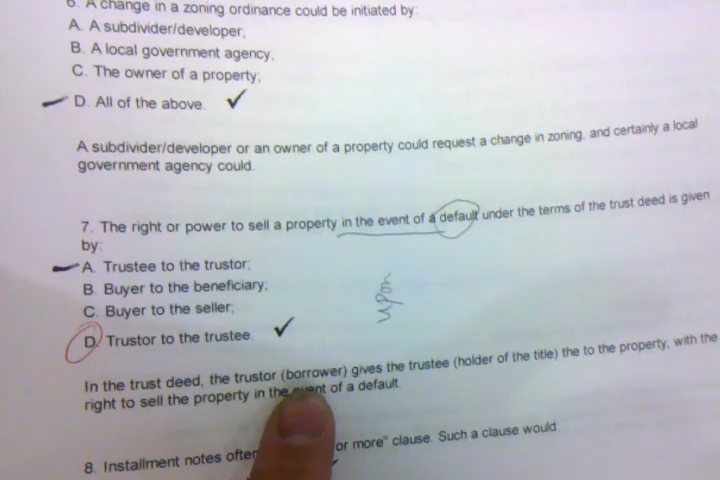 6. A change in a zoning ordinance could be initiated by:
A. A subdivider/developer;
B. A local government agency;
C. The owner of a property;
D. All of the above.
A subdivider/developer or an owner of a property could request a change in zoning, and certainly a local
government agency could.
7. The right or power to sell a property in the event of a default under the terms of the trust deed is given
by:
A. Trustee to the trustor;
B. Buyer to the beneficiary;
C. Buyer to the seller;
D. Trustor to the trustee.
upon
In the trust deed, the trustor (borrower) gives the trustee (holder of the title) the to the property, with the
right to sell the property in the event of a default.
8. Installment notes often or more" clause. Such a clause would: